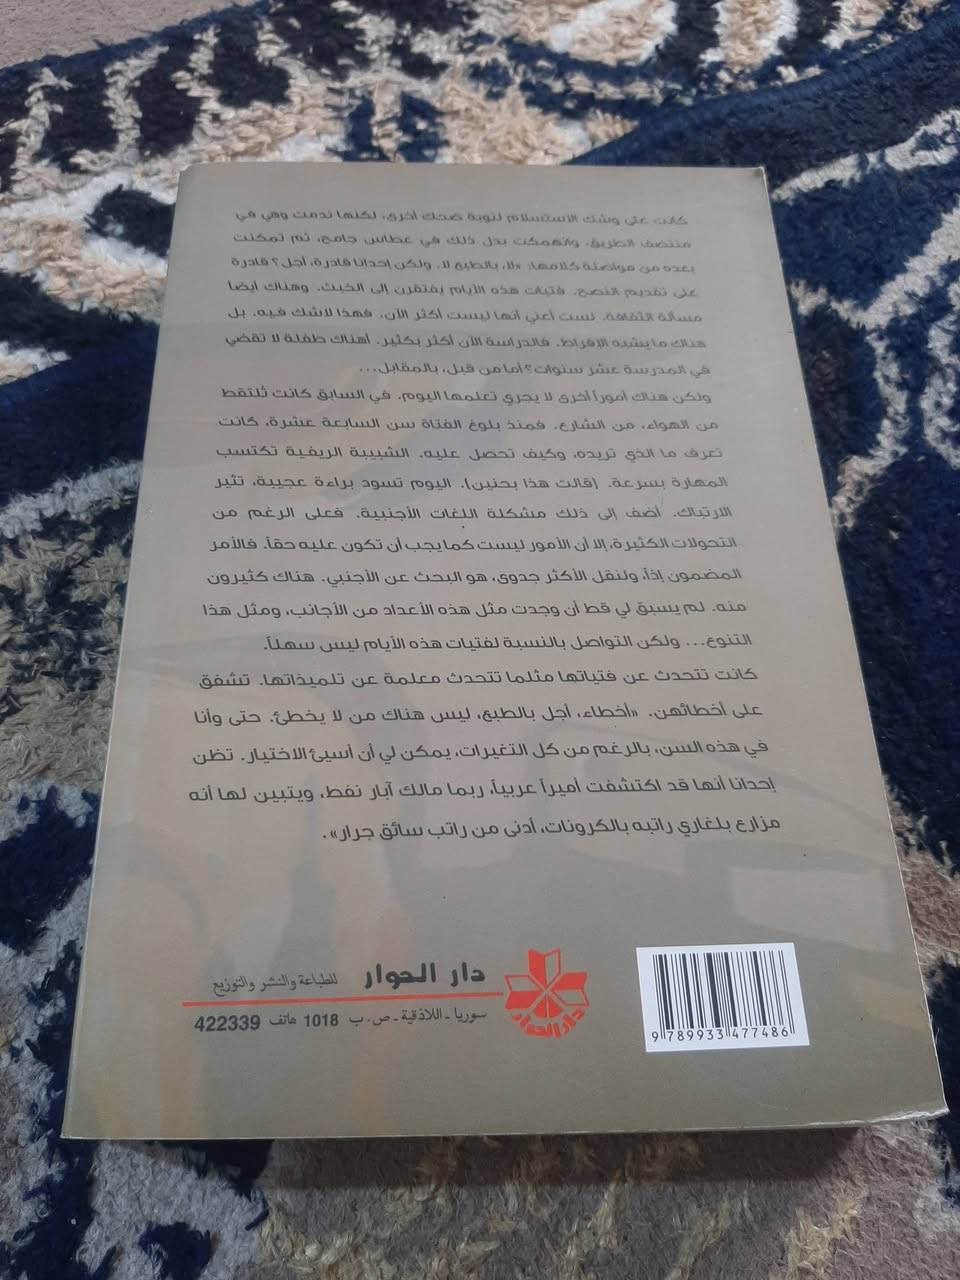 كانت على وشك الاستسلام لنوبة ضحك أخرى، لكنها ندمت وهي في
منتصف الطريق، وانهمكت بدل ذلك في عطاس جامح، ثم تمكنت
بعده من مواصلة كلامها: «لا، بالطبع لا. ولكن إحدانا قادرة، أجل؟ قادرة
على تقديم النصح. فتيات هذه الأيام يفتقرن إلى الخبث. وهناك أيضا
مسألة الثقافة. لست أعني أنها ليست أكثر الآن، فهذا لاشك فيه. بل
هناك ما يشبه الإفراط. فالدراسة الآن أكثر بكثير. أهناك طفلة لا تقضي
في المدرسة عشر سنوات؟ أما من قبل، بالمقابل...
ولكن هناك أموراً أخرى لا يجري تعلمها اليوم. في السابق كانت تُلتقط
من الهواء، من الشارع. فمنذ بلوغ الفتاة سن السابعة عشرة، كانت
تعرف ما الذي تريده، وكيف تحصل عليه. الشبيبة الريفية تكتسب
المهارة بسرعة. (قالت هذا بحنين). اليوم تسود براءة عجيبة، تثير
الارتباك. أضف إلى ذلك مشكلة اللغات الأجنبية. فعلى الرغم من
التحولات الكثيرة، إلا أن الأمور ليست كما يجب أن تكون عليه حقاً. فالأمر
المضمون إذاً، ولنقل الأكثر جدوى، هو البحث عن الأجنبي. هناك كثيرون
منه. لم يسبق لي قط أن وجدت مثل هذه الأعداد من الأجانب، ومثل هذا
التنوع... ولكن التواصل بالنسبة لفتيات هذه الأيام ليس سهلاً.
كانت تتحدث عن فتياتها مثلما تتحدث معلمة عن تلميذاتها. تشفق
على أخطائهن. «أخطاء، أجل بالطبع، ليس هناك من لا يخطئ. حتى وأنا
في هذه السن، بالرغم من كل التغيرات، يمكن لي أن أسيئ الاختيار. تظن
إحدانا أنها قد اكتشفت أميراً عربياً، ربما مالك آبار نفط، ويتبين لها أنه
مزارع بلغاري راتبه بالكرونات، أدنى من راتب سائق جرار».
دار الحوار للطباعة والنشر والتوزيع
سوريا ـ اللاذقية ـ ص. ب 1018 هاتف 422339
دار الحوار
9 789933 477486